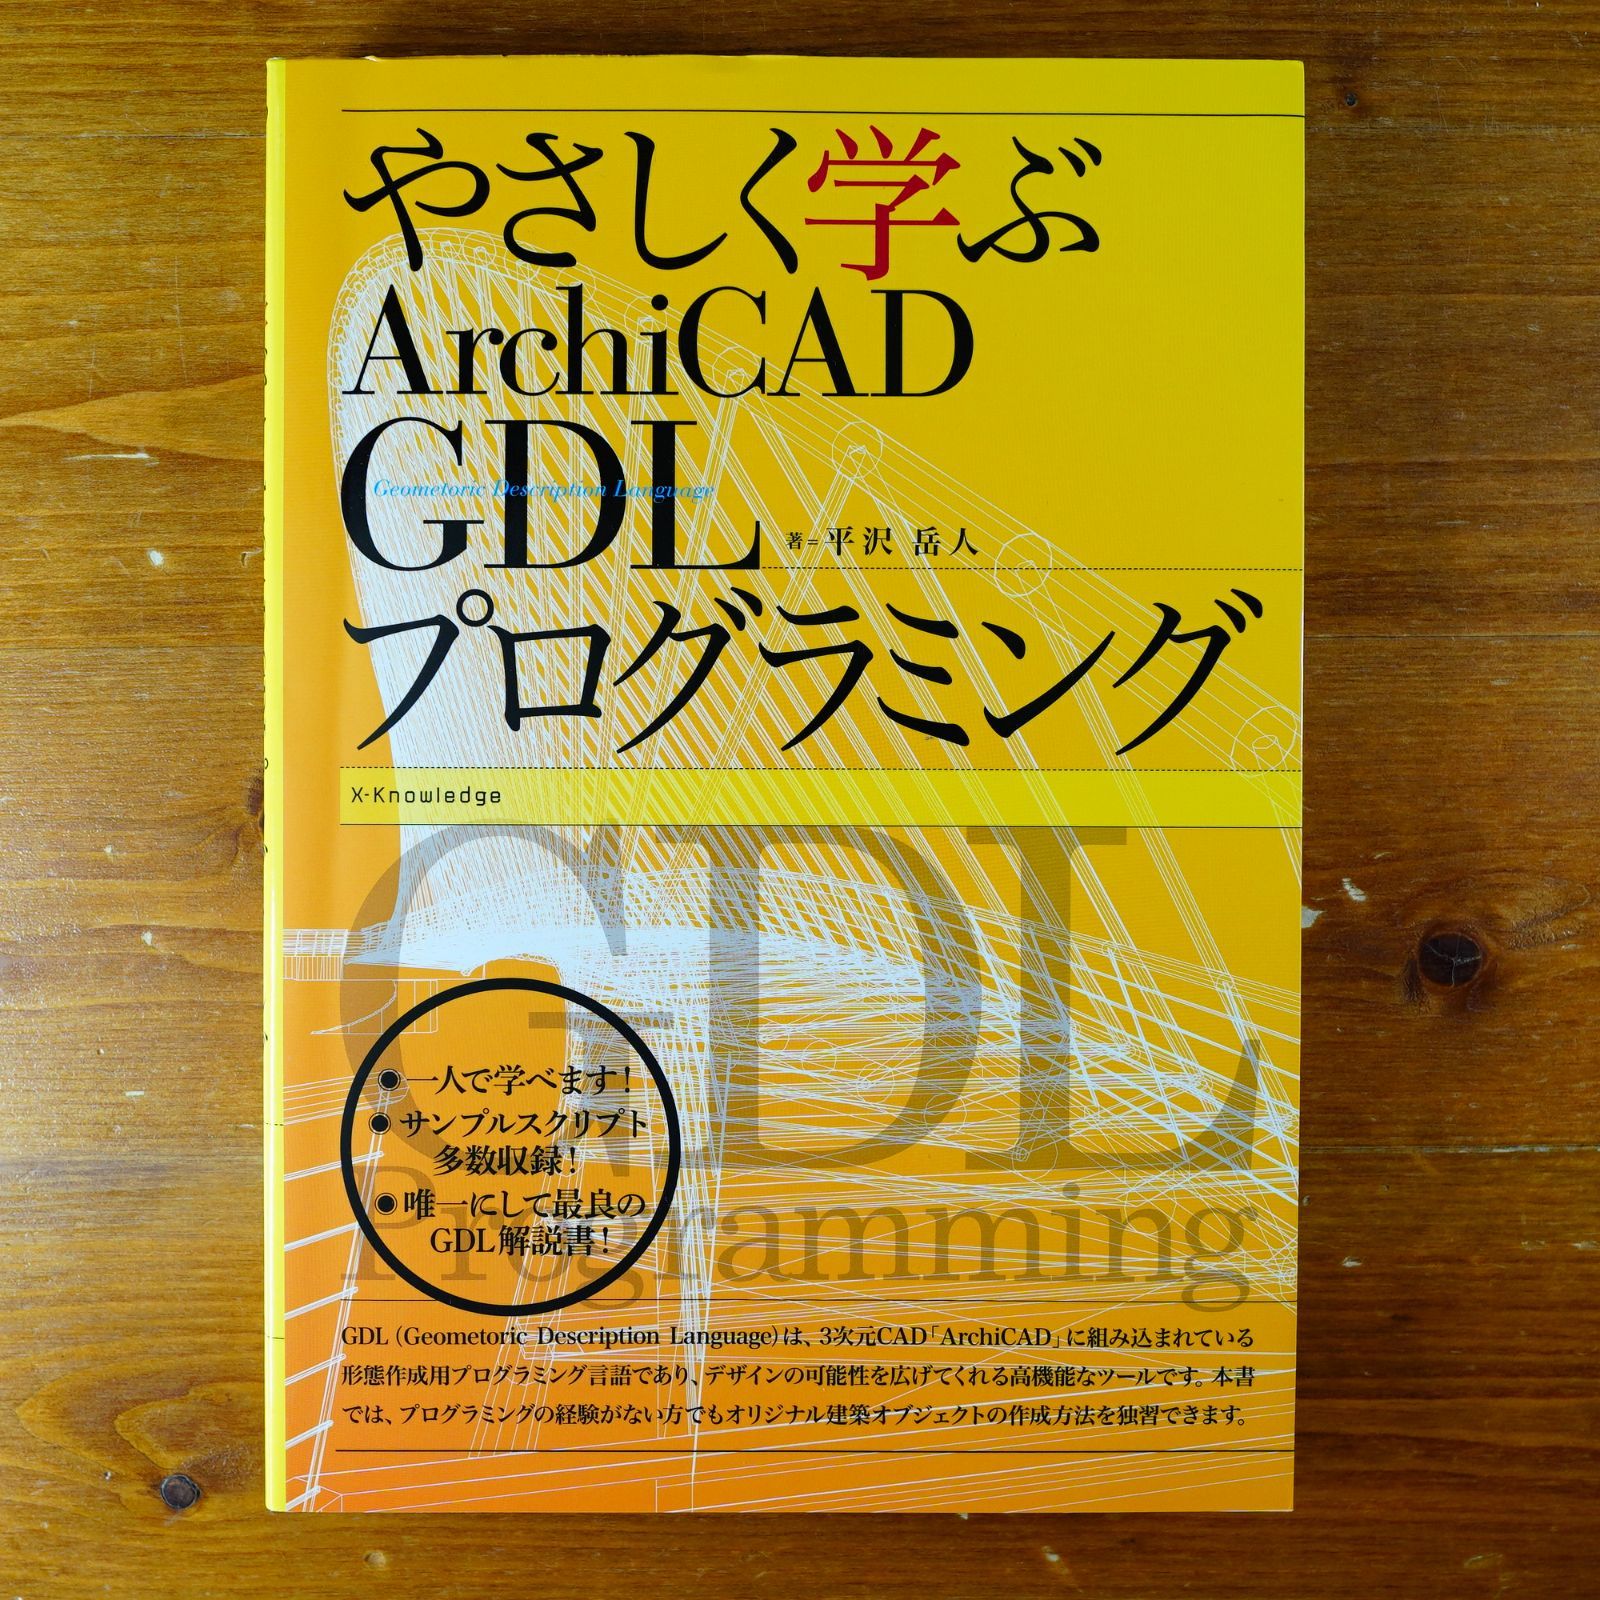 やさしく学ぶ
ArchiCAD
GDL
Geometoric Description Language
著=平沢 岳人
プログラミング
X-Knowledge
GDL
Programming
◉一人で学べます!
◉サンプルスクリプト
多数収録!
◉唯一にして最良の
GDL解説書!
GDL(Geometoric Description Language)は、3次元CAD「ArchiCAD」に組み込まれている
形態作成用プログラミング言語であり、デザインの可能性を広げてくれる高機能なツールです。本書
では、プログラミングの経験がない方でもオリジナル建築オブジェクトの作成方法を独習できます。